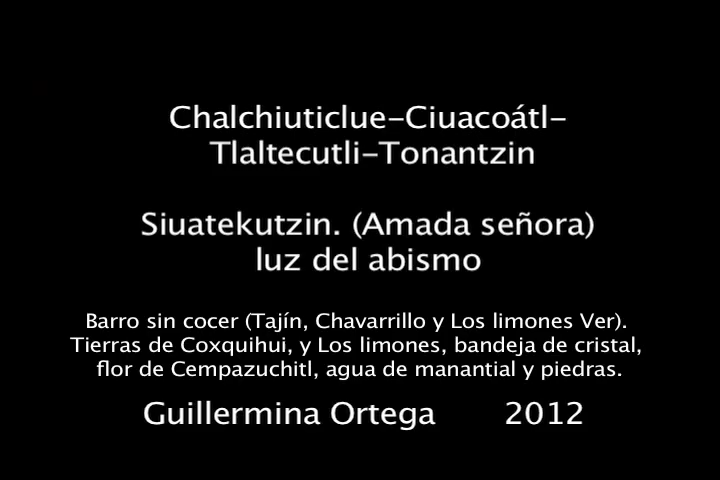 Chalchiuticlue-Ciuacoátl-
Tlaltecutli-Tonantzin
Siuatekutzin. (Amada señora)
luz del abismo
Barro sin cocer (Tajín, Chavarrillo y Los limones Ver).
Tierras de Coxquihui, y Los limones, bandeja de cristal,
flor de Cempazuchitl, agua de manantial y piedras.
Guillermina Ortega 2012